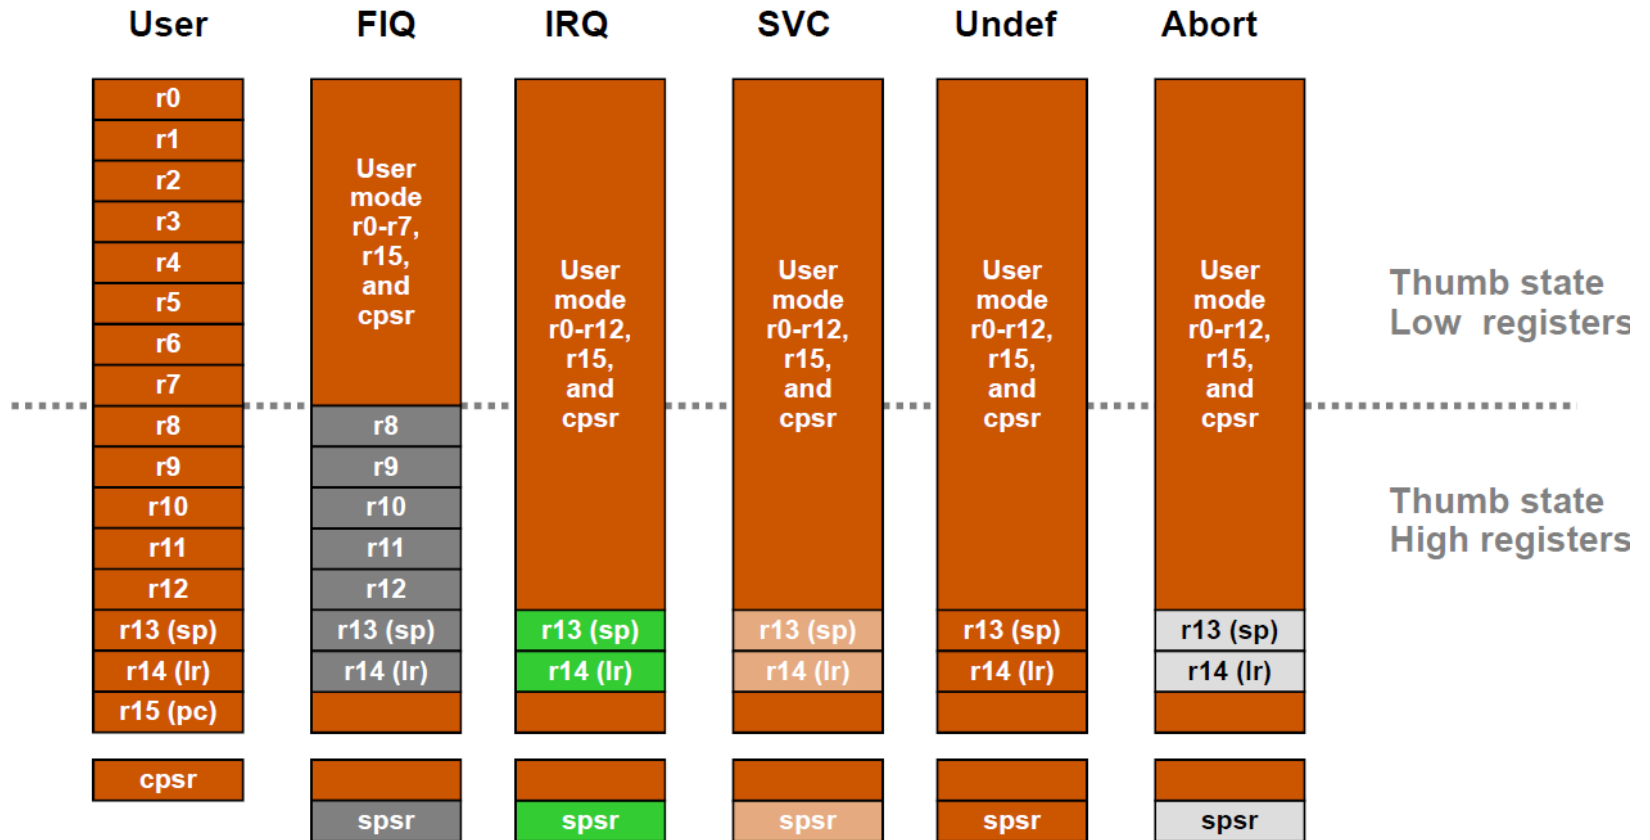 User FIQ IRQ SVC Undef Abort
r0
r1
r2
r3
r4
r5
r6
r7
r8
r9
r10
r11
r12
r13 (sp)
r14 (lr)
r15 (pc)
cpsr
User
mode
r0-r7,
r15,
and
cpsr
r8
r9
r10
r11
r12
r13 (sp)
r14 (lr)
spsr
User
mode
r0-r12,
r15,
and
cpsr
r13 (sp)
r14 (lr)
spsr
User
mode
r0-r12,
r15,
and
cpsr
r13 (sp)
r14 (lr)
spsr
User
mode
r0-r12,
r15,
and
cpsr
r13 (sp)
r14 (lr)
spsr
User
mode
r0-r12,
r15,
and
cpsr
r13 (sp)
r14 (lr)
spsr
Thumb state
Low registers
Thumb state
High registers